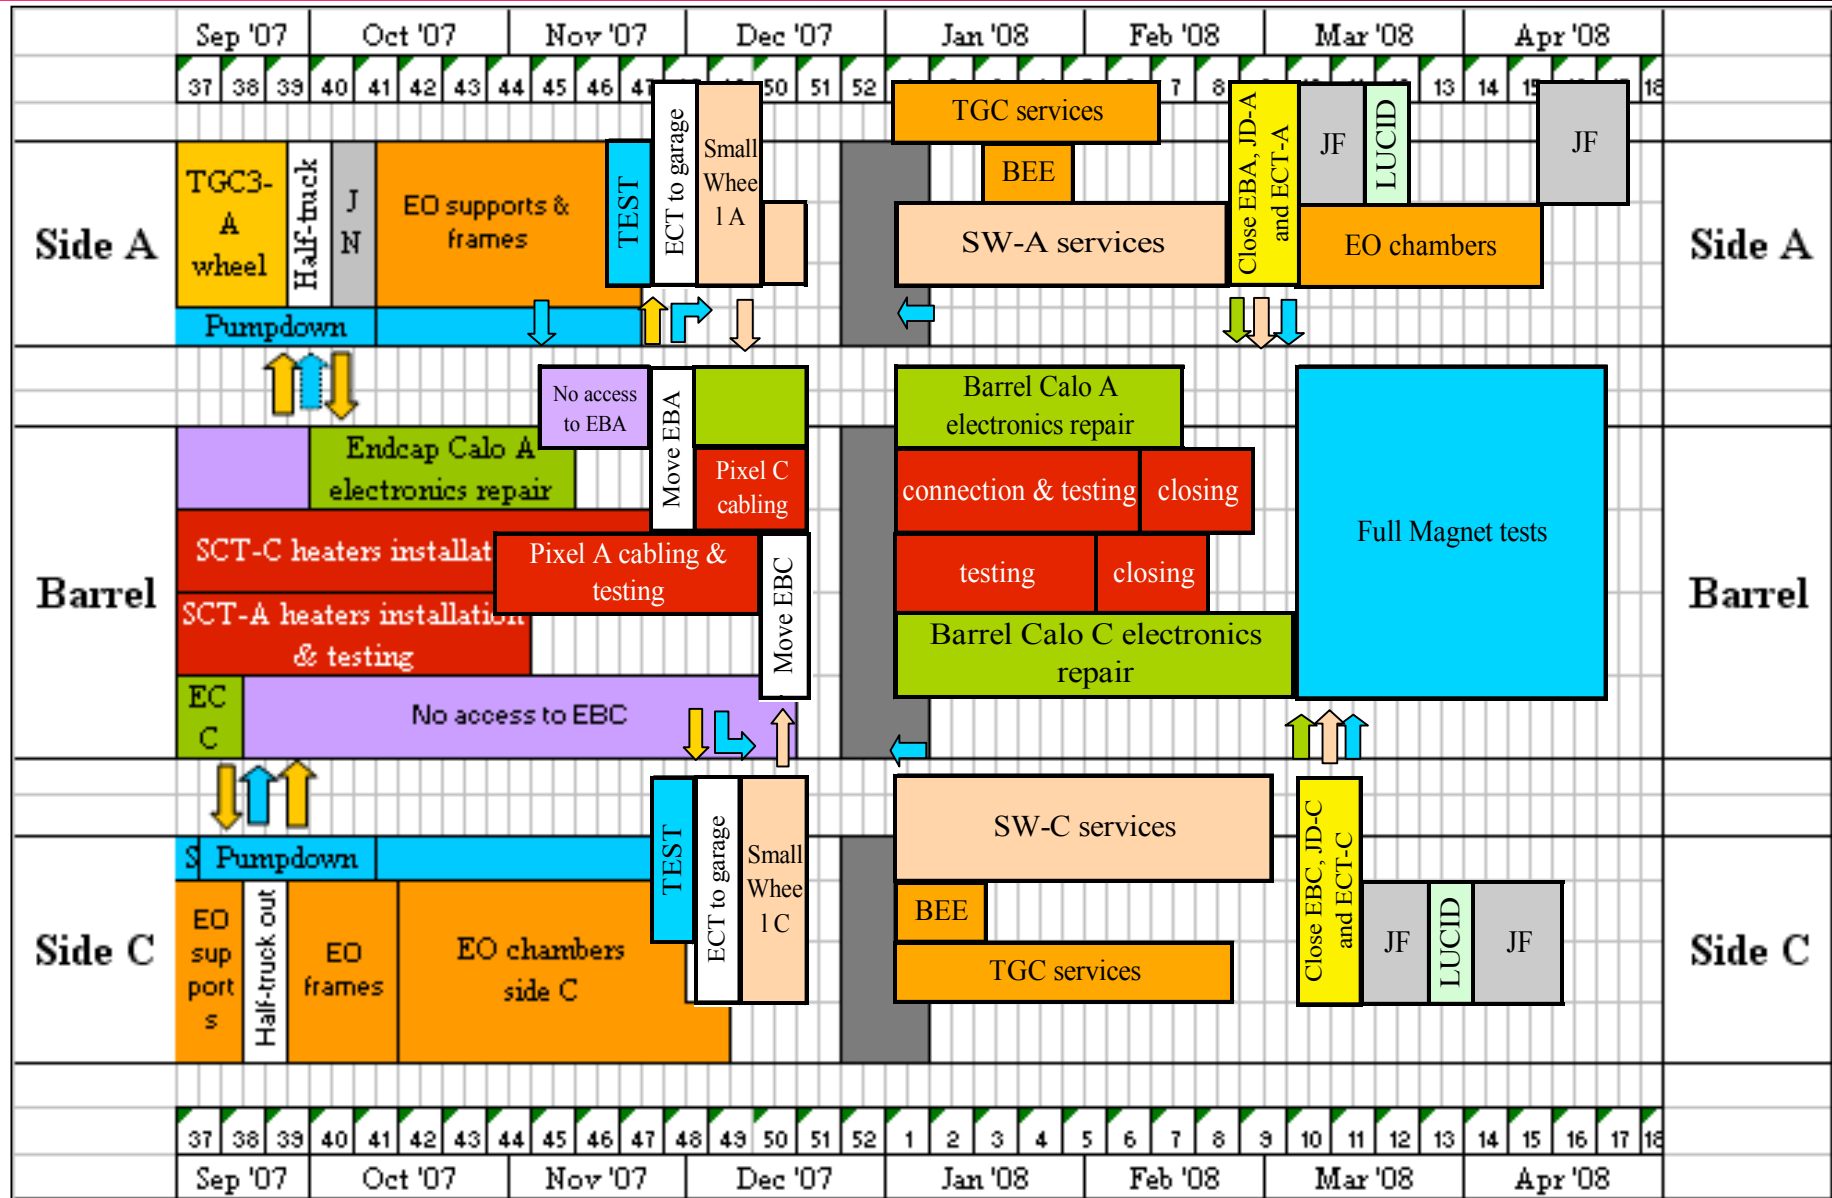 Sep '07 Oct '07 Nov '07 Dec '07 Jan '08 Feb '08 Mar '08 Apr '08
37 38 39 40 41 42 43 44 45 46 47 50 51 52 7 8 13 14 18
TGC services
BEE
SW-A services
Close EBA, JD-A
and ECT-A
JF
LUCID
JF
EO chambers
Side A
TGC3-
A
wheel
Half-truck
J
N
EO supports &
frames
TEST
ECT to garage
Small
Whee
l A
Side A
Pumpdown
No access
to EBA
Move EBA
Barrel Calo A
electronics repair
Endcap Calo A
electronics repair
Pixel C
cabling
connection & testing
closing
Full Magnet tests
SCT-C heaters installat
Pixel A cabling &
testing
Move EBC
testing
closing
Barrel
SCT-A heaters installation
& testing
Barrel Calo C electronics
repair
Barrel
EC
C
No access to EBC
S
Pumpdown
TEST
ECT to garage
Small
Whee
l C
SW-C services
BEE
TGC services
Close EBC, JD-C
and ECT-C
JF
LUCID
JF
Side C
EO
sup
port
s
Half-truck out
EO
frames
EO chambers
side C
Side C
37 38 39 40 41 42 43 44 45 46 47 48 49 50 51 52 1 2 3 4 5 6 7 8 9 10 11 12 13 14 15 16 17 18
Sep '07 Oct '07 Nov '07 Dec '07 Jan '08 Feb '08 Mar '08 Apr '08